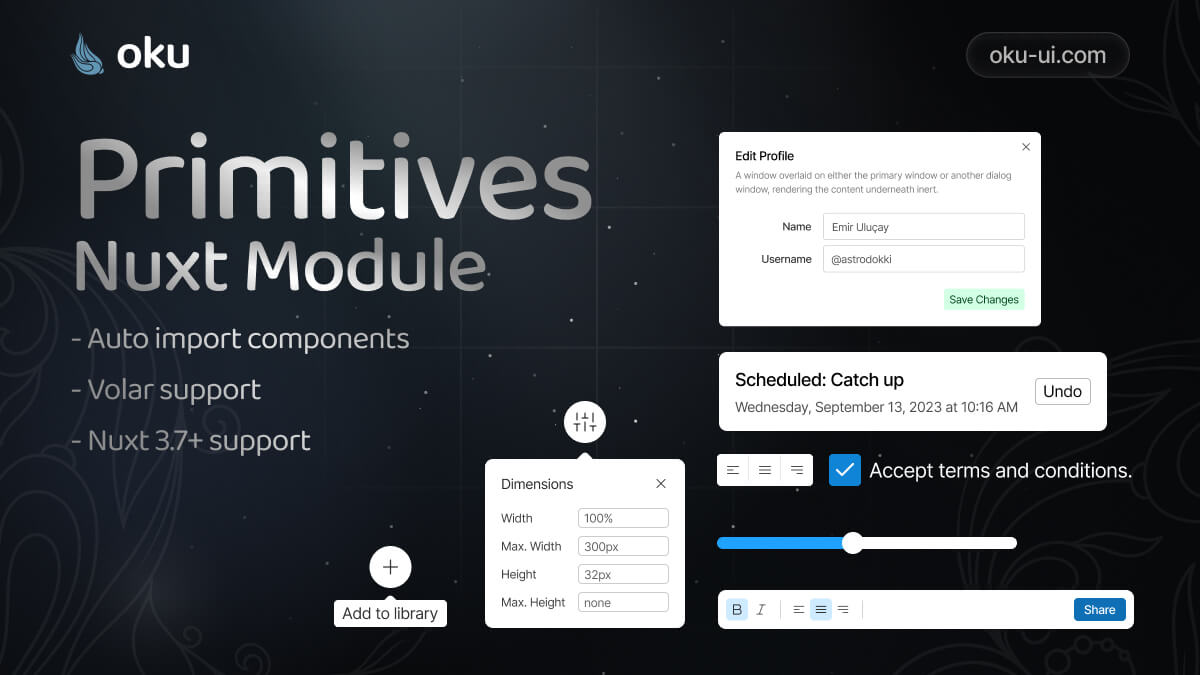 oku
oku-ui.com
Primitives
Nuxt Module
- Auto import components
- Volar support
- Nuxt 3.7+ support
Edit Profile
A window overlaid on either the primary window or another dialog
window, rendering the content underneath inert.
Name
Emir Uluçay
Username
@astrodokki
Save Changes
Scheduled: Catch up
Wednesday, September 13, 2023 at 10:16 AM
Undo
Accept terms and conditions.
Dimensions
Width
100%
Max. Width
300px
Height
32px
Max. Height
none
Add to library
B
I
Share